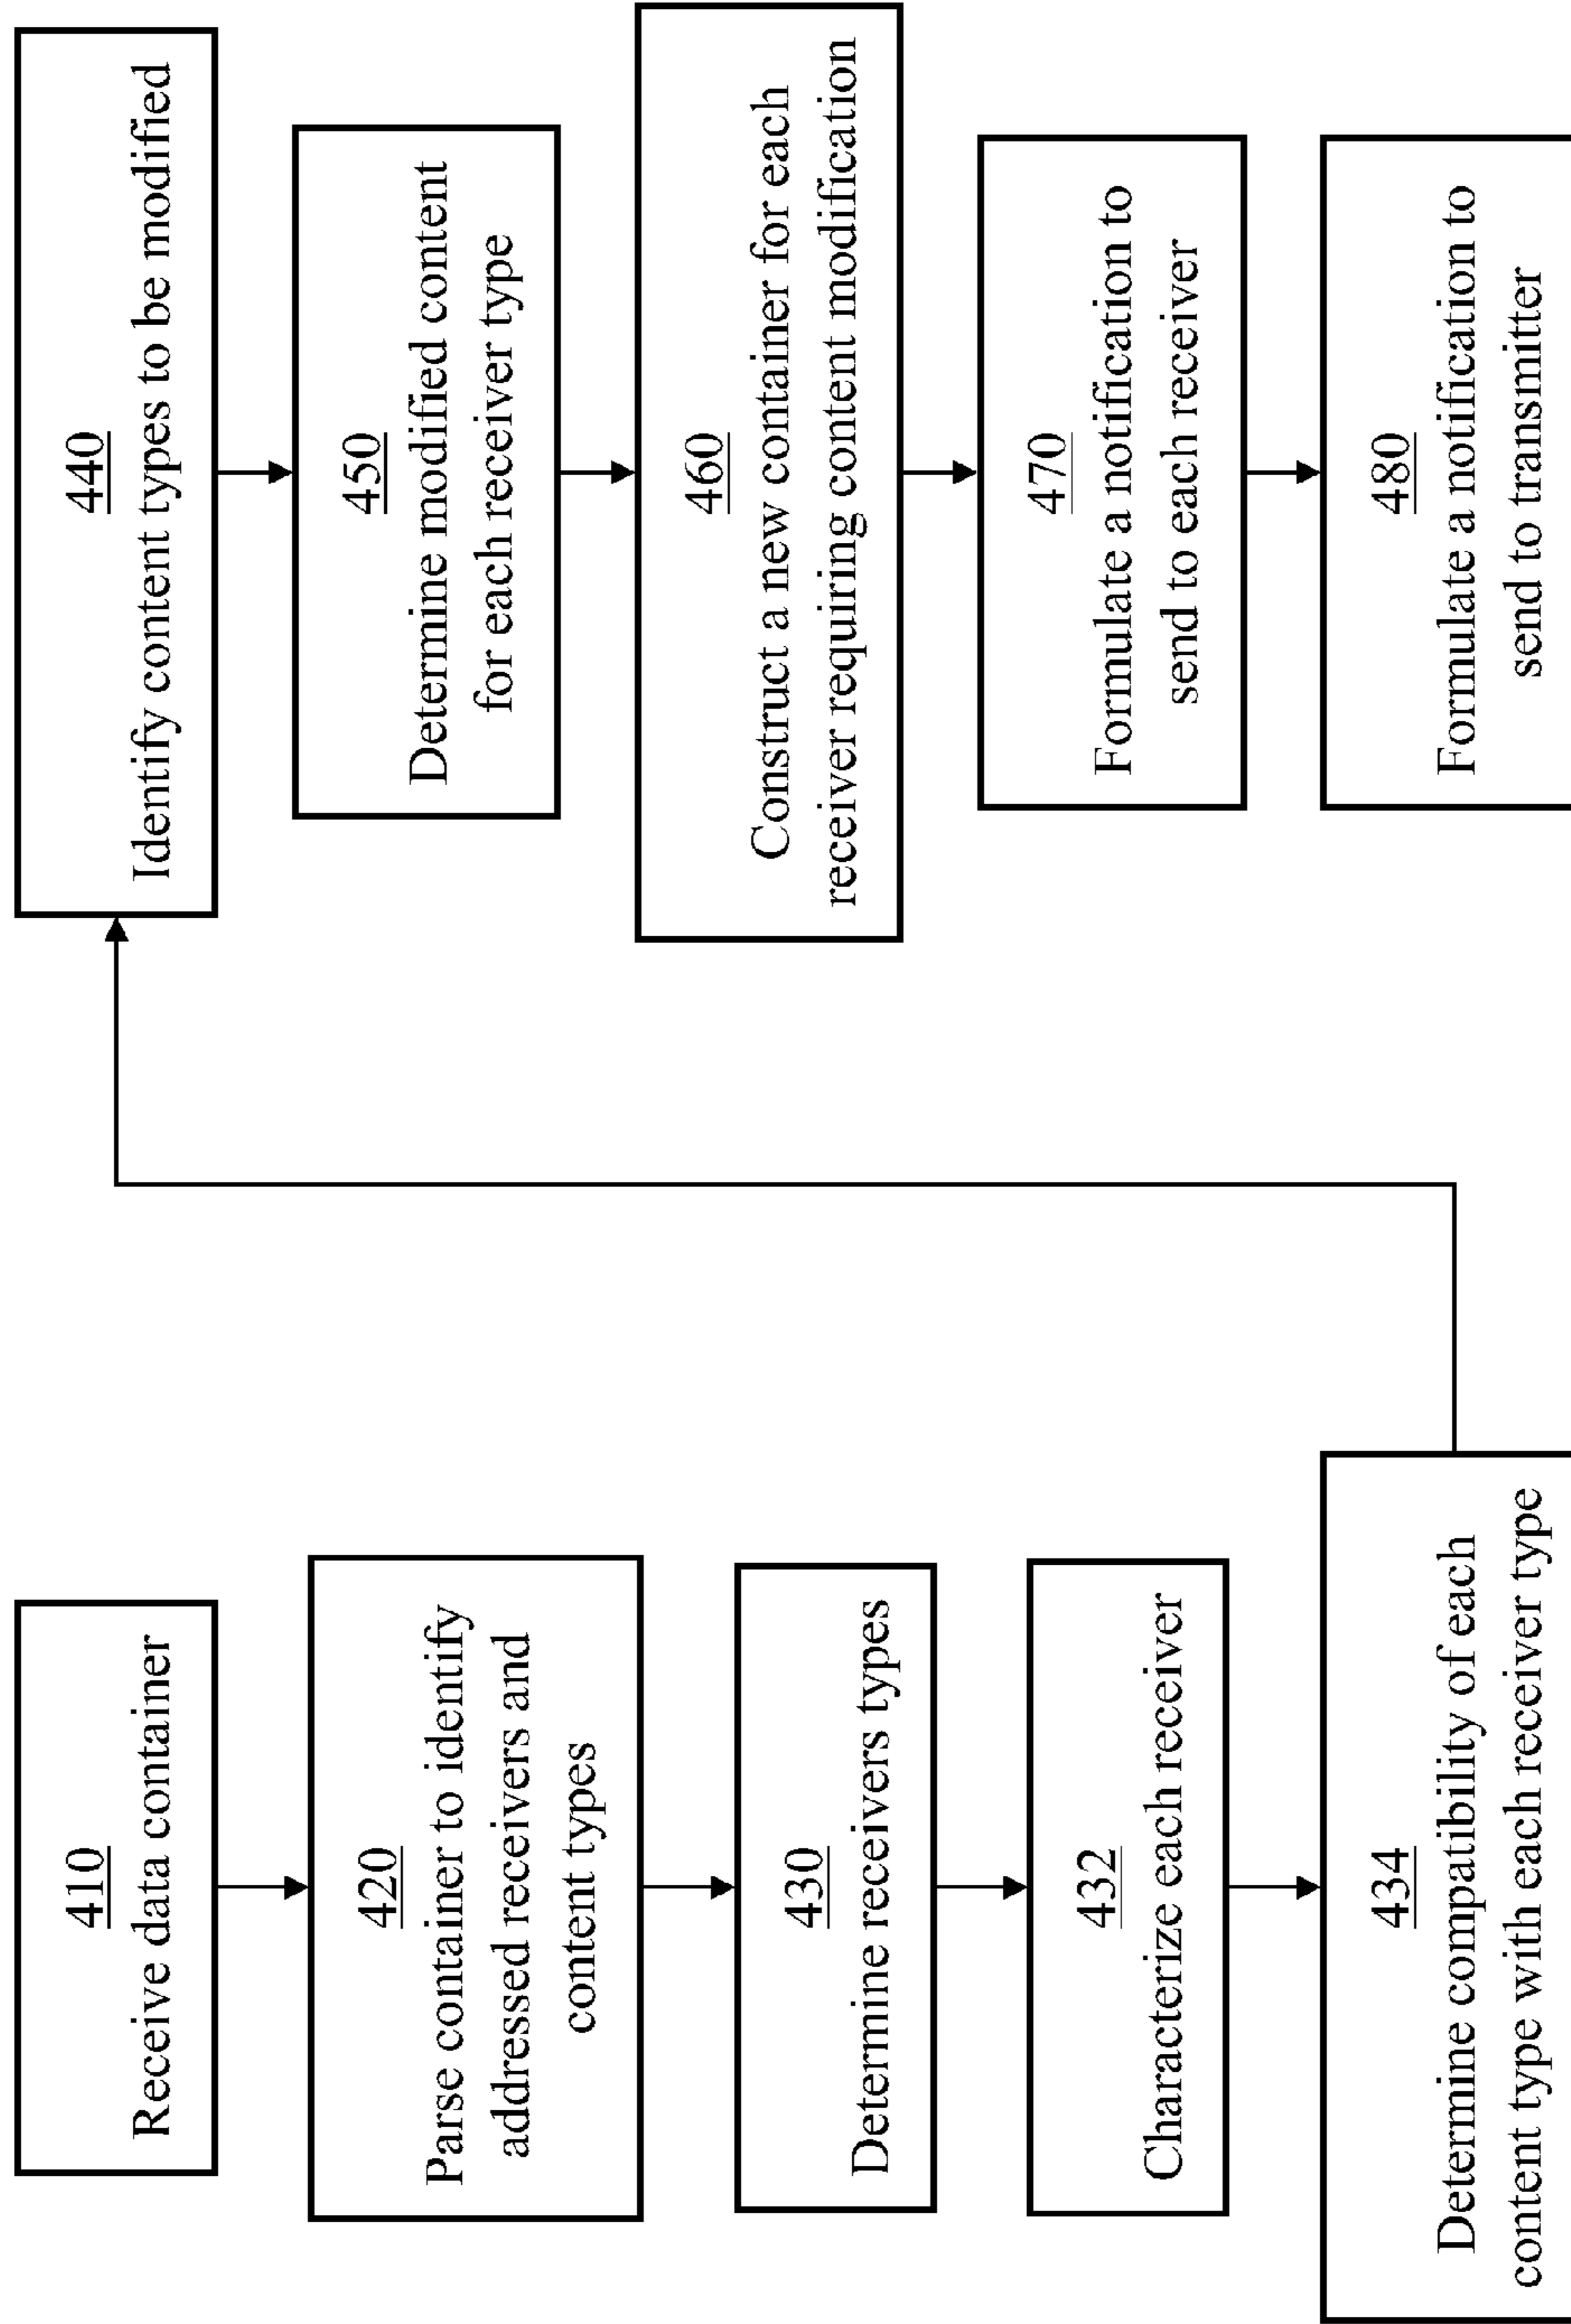 410
Receive data container
420
Parse container to identify
addressed receivers and
content types
430
Determine receivers types
432
Characterize each receiver
434
Determine compatibility of each
content type with each receiver type
440
Identify content types to be modified
450
Determine modified content
for each receiver type
460
Construct a new container for each
receiver requiring content modification
470
Formulate a notification to
send to each receiver
480
Formulate a notification to
send to transmitter